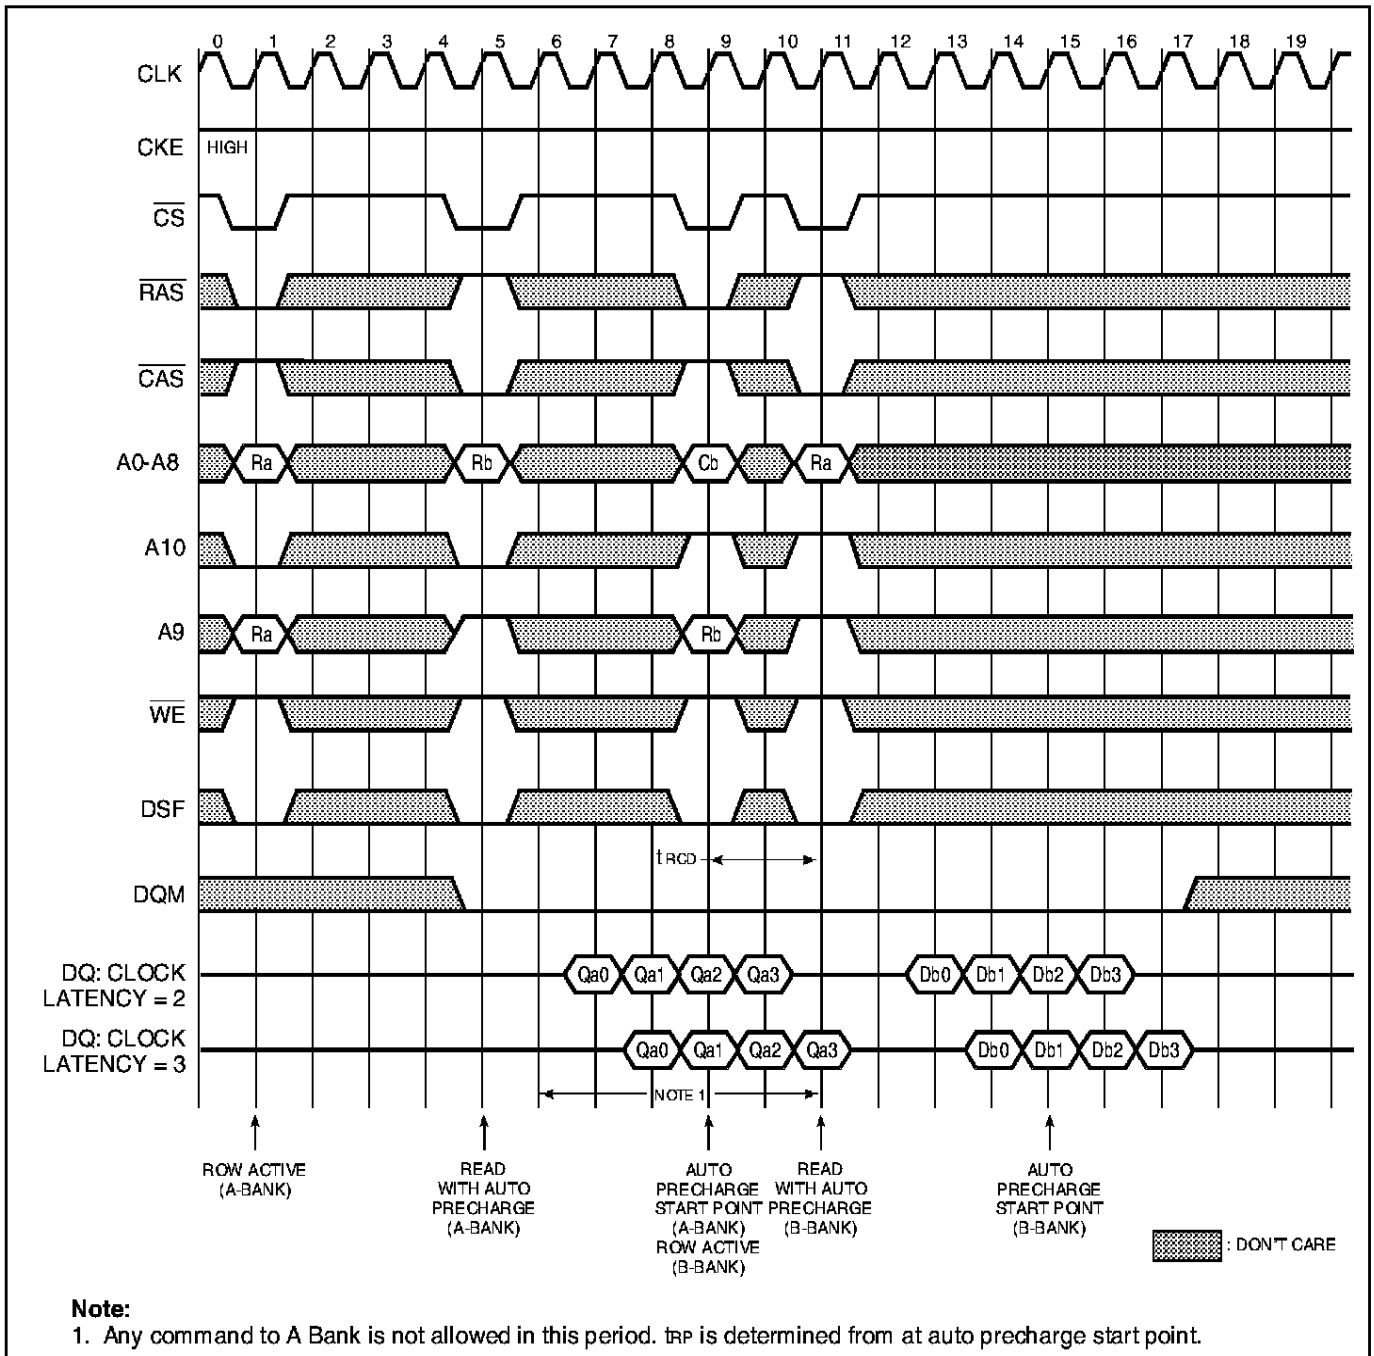 0 1 2 3 4 5 6 7 8 9 10 11 12 13 14 15 16 17 18 19
CLK
CKE HIGH
CS
RAS
CAS
A0-A8 Ra Rb Cb Ra
A10
A9 Ra Rb
WE
DSF
tRCD
DQM
DQ: CLOCK
LATENCY = 2
Qa0 Qa1 Qa2 Qa3 Db0 Db1 Db2 Db3
DQ: CLOCK
LATENCY = 3
Qa0 Qa1 Qa2 Qa3 Db0 Db1 Db2 Db3
NOTE 1
ROW ACTIVE
(A-BANK)
READ
WITH AUTO
PRECHARGE
(A-BANK)
AUTO
PRECHARGE
START POINT
(A-BANK)
ROW ACTIVE
(B-BANK)
READ
WITH AUTO
PRECHARGE
(B-BANK)
AUTO
PRECHARGE
START POINT
(B-BANK)
: DON'T CARE
Note:
1. Any command to A Bank is not allowed in this period. tRP is determined from at auto precharge start point.